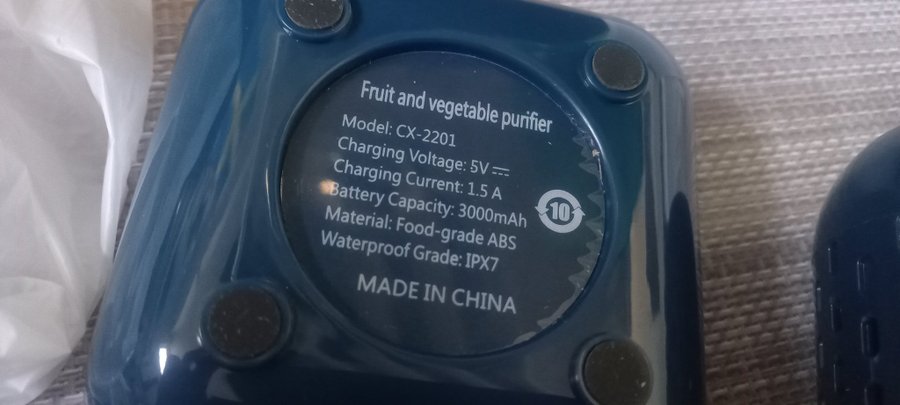 Fruit and vegetable purifier
Model: CX-2201
Charging Voltage: 5V ⎓
Charging Current: 1.5 A
Battery Capacity: 3000mAh
Material: Food-grade ABS
Waterproof Grade: IPX7
10
MADE IN CHINA